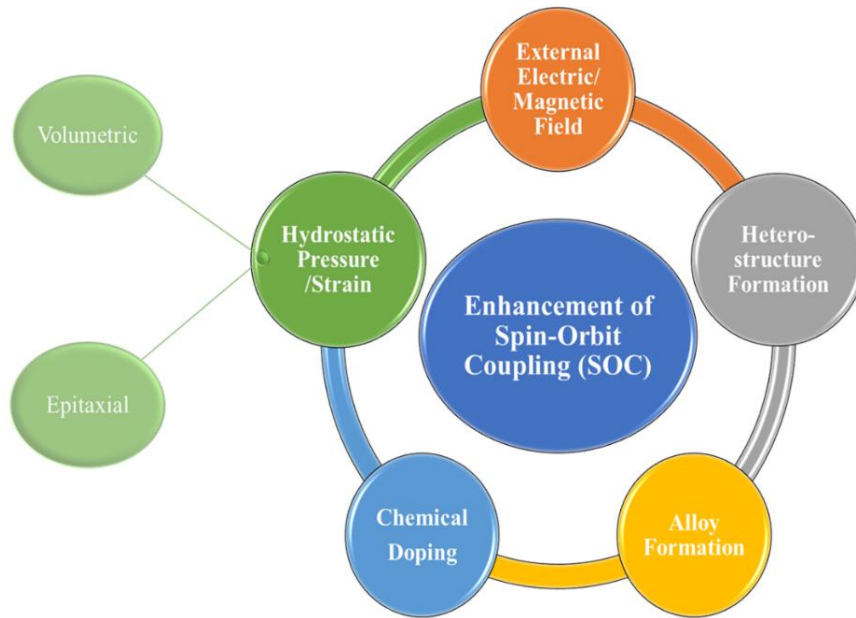 External
Electric/
Magnetic
Field
Volumetric
Hydrostatic
Pressure
/Strain
Hetero-
structure
Formation
Enhancement of
Spin-Orbit
Coupling (SOC)
Epitaxial
Chemical
Doping
Alloy
Formation